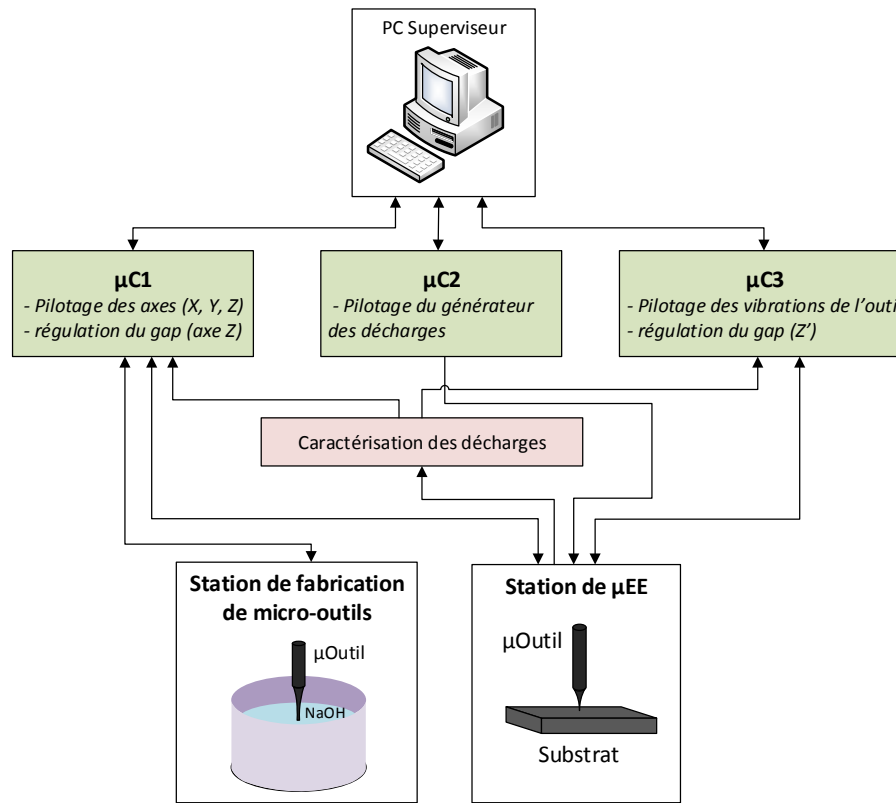 PC Superviseur
µC1
- Pilotage des axes (X, Y, Z)
- régulation du gap (axe Z)
µC2
- Pilotage du générateur
des décharges
µC3
- Pilotage des vibrations de l’outi
- régulation du gap (Z’)
Caractérisation des décharges
Station de fabrication
de micro-outils
µOutil
NaOH
Station de µEE
µOutil
Substrat